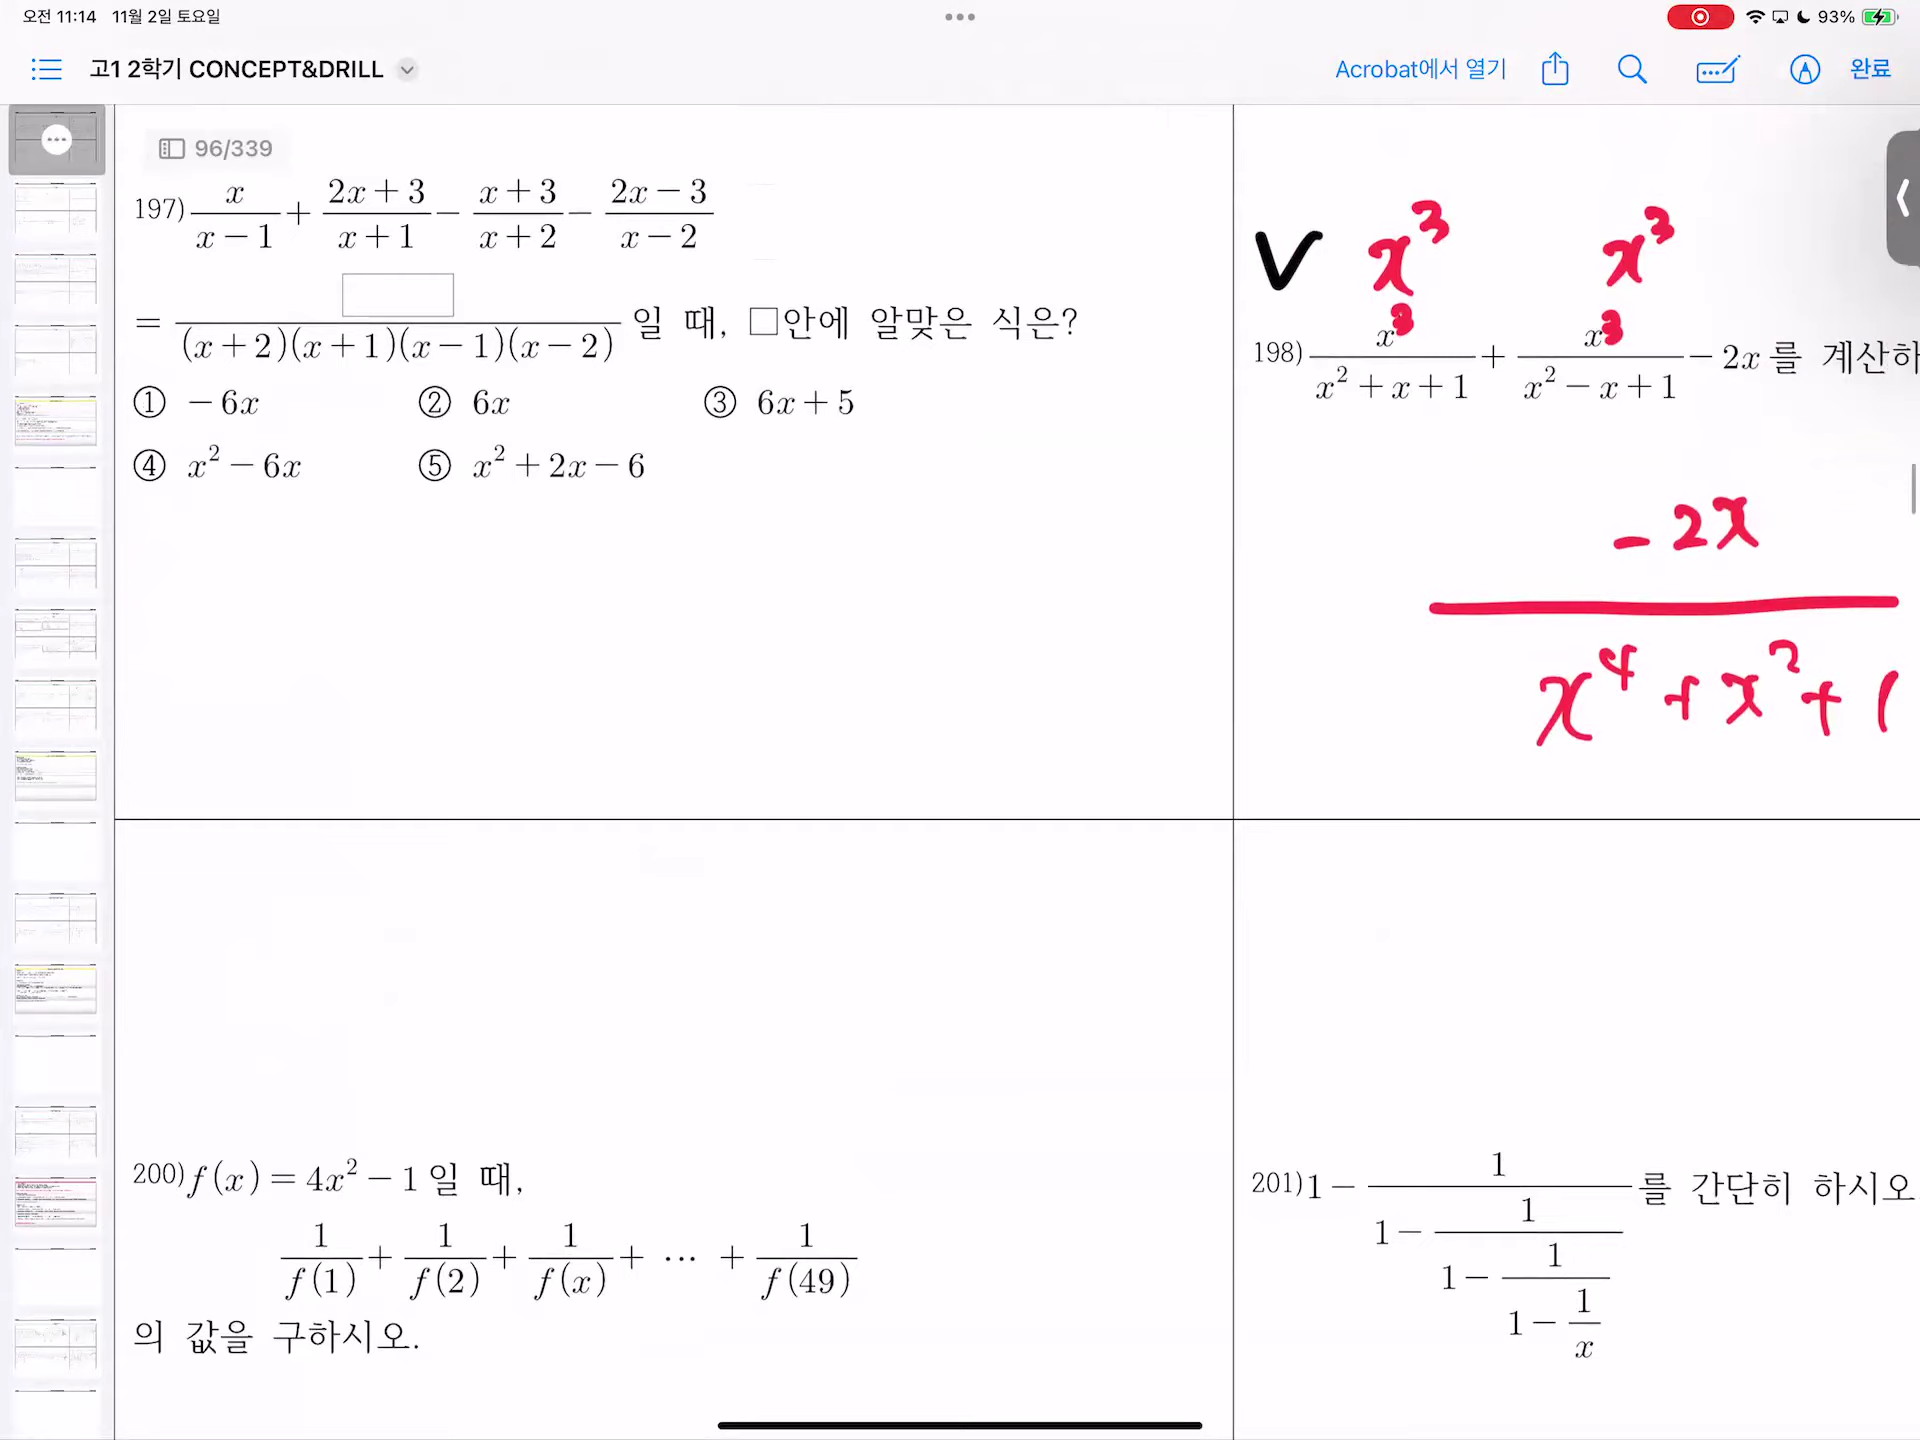 오전 11:14 11월 2일 토요일
93%
고1 2학기 CONCEPT&DRILL
Acrobat에서 열기
완료
96/339
197) x/(x − 1) + (2x + 3)/(x + 1) − (x + 3)/(x + 2) − (2x − 3)/(x − 2)
= □/((x + 2)(x + 1)(x − 1)(x − 2)) 일 때, □안에 알맞은 식은?
① − 6x ② 6x ③ 6x + 5
④ x² − 6x ⑤ x² + 2x − 6
V x³ x³
198) x³/(x² + x + 1) + x³/(x² − x + 1) − 2x 를 계산하
−2x/(x⁴ + x² + 1)
200) f(x) = 4x² − 1 일 때,
1/f(1) + 1/f(2) + 1/f(x) + ⋯ + 1/f(49)
의 값을 구하시오.
201) 1 − 1/(1 − 1/(1 − 1/(1 − 1/x))) 를 간단히 하시오